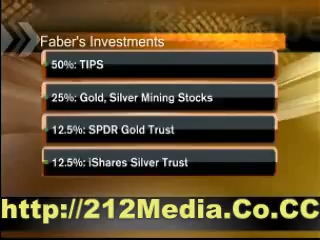 Faber's Investments
50%: TIPS
25%: Gold, Silver Mining Stocks
12.5%: SPDR Gold Trust
12.5%: iShares Silver Trust
http://212Media.Co.CC